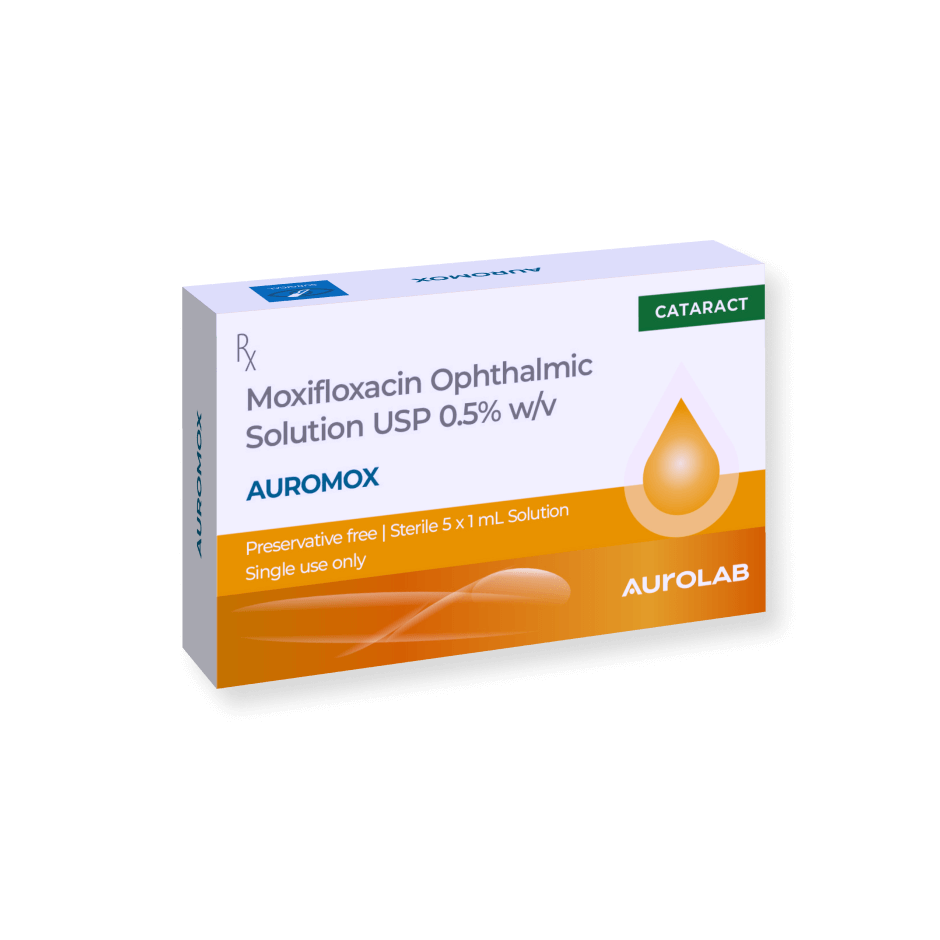 AUROMOX
AUROLAB
CATARACT
Rx
Moxifloxacin Ophthalmic
Solution USP 0.5% w/v
AUROMOX
Preservative free | Sterile 5 x 1 mL Solution
Single use only
AUROLAB
AUROMOX